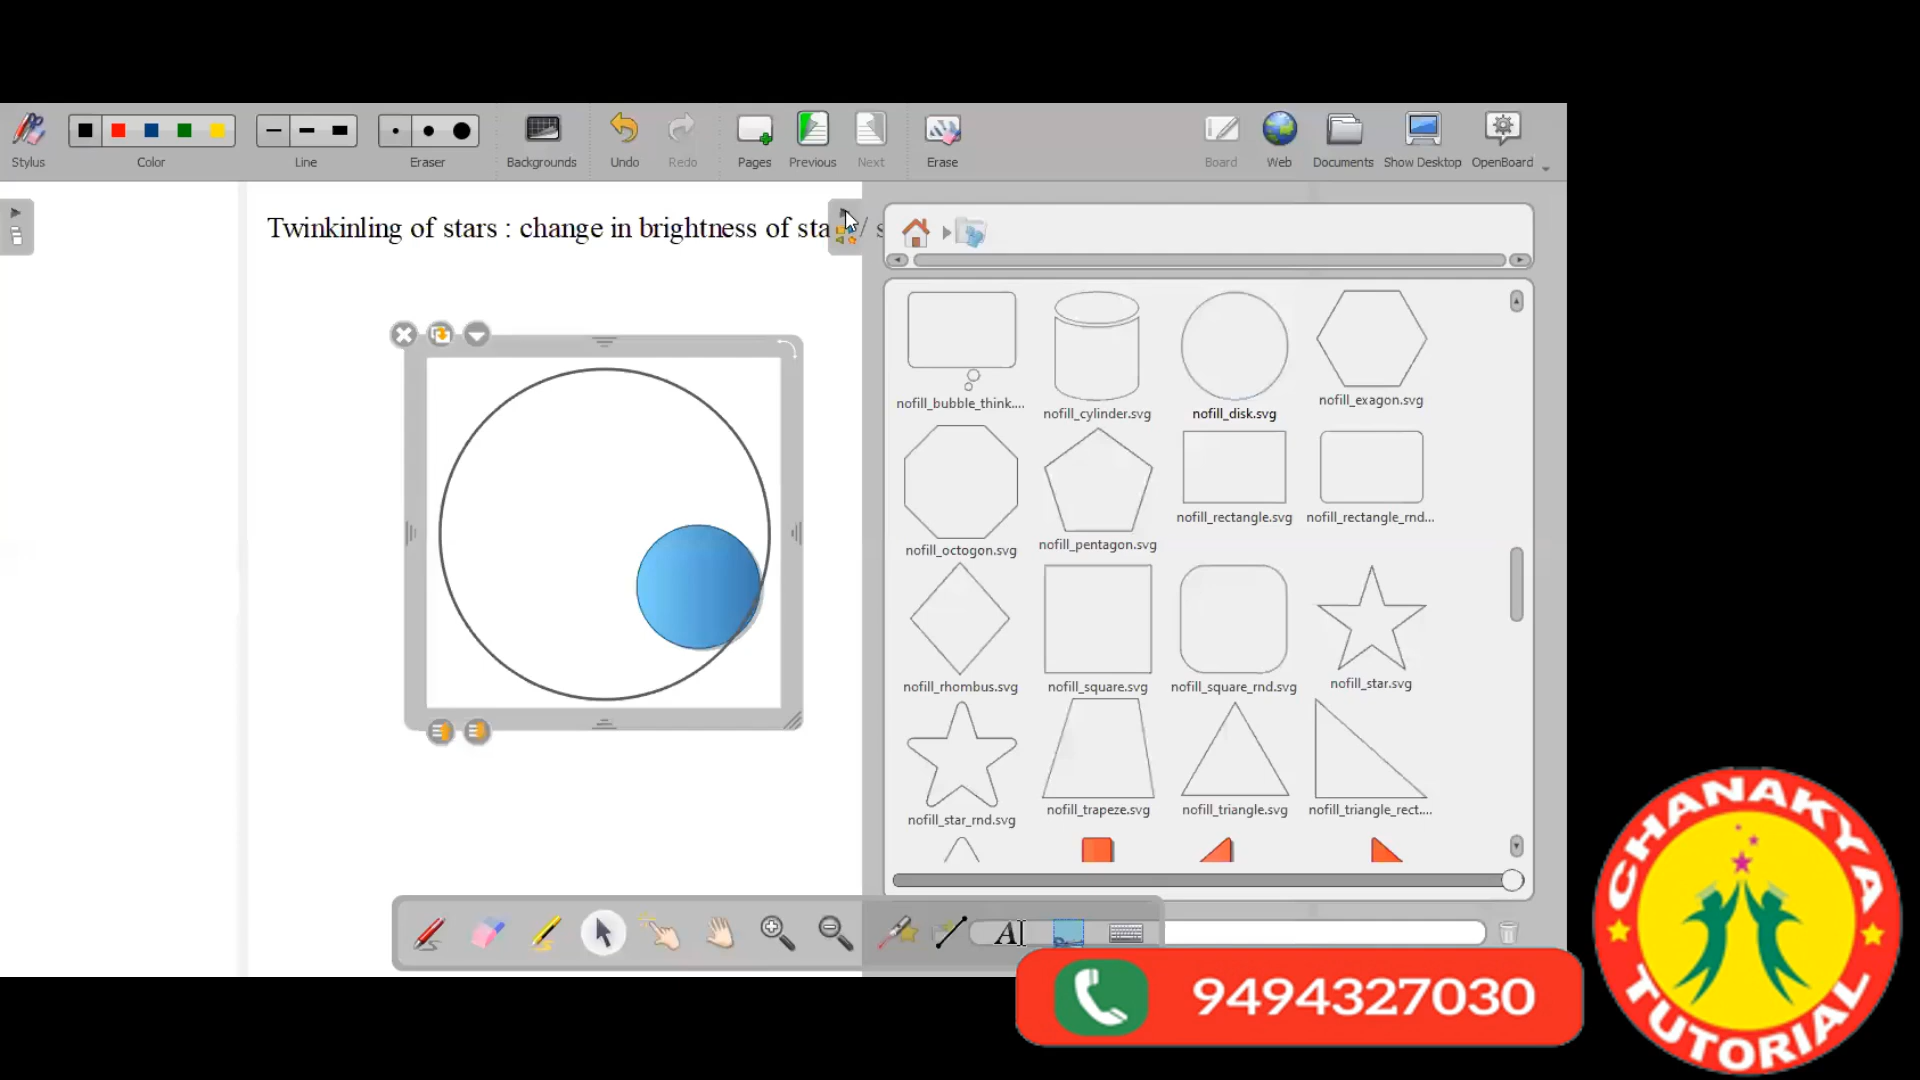 Stylus
Color
Line
Eraser
Backgrounds
Undo
Redo
Pages
Previous
Next
Erase
Board
Web
Documents
Show Desktop
OpenBoard
Twinkinling of stars : change in brightness of sta / s
nofill_bubble_think....
nofill_cylinder.svg
nofill_disk.svg
nofill_exagon.svg
nofill_octogon.svg
nofill_pentagon.svg
nofill_rectangle.svg
nofill_rectangle_rnd...
nofill_rhombus.svg
nofill_square.svg
nofill_square_rnd.svg
nofill_star.svg
nofill_star_rnd.svg
nofill_trapeze.svg
nofill_triangle.svg
nofill_triangle_rect....
A
9494327030
CHANAKYA
TUTORIAL